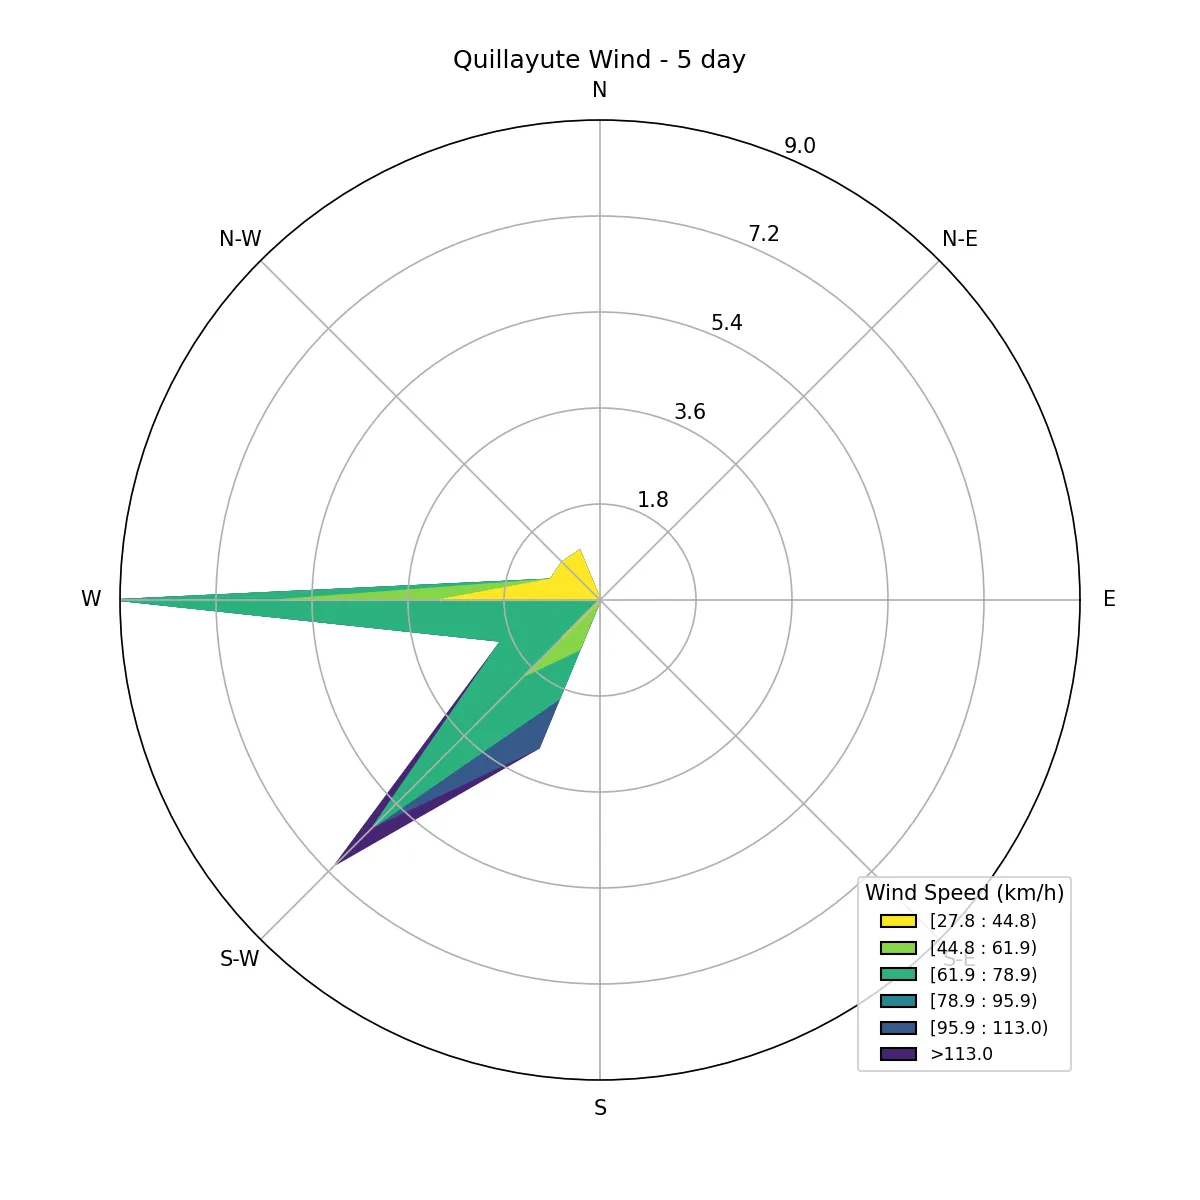 Quillayute Wind - 5 day
N
9.0
N-W
N-E
7.2
5.4
3.6
1.8
W
E
S-W
S-E
S
Wind Speed (km/h)
[27.8 : 44.8)
[44.8 : 61.9)
[61.9 : 78.9)
[78.9 : 95.9)
[95.9 : 113.0)
>113.0